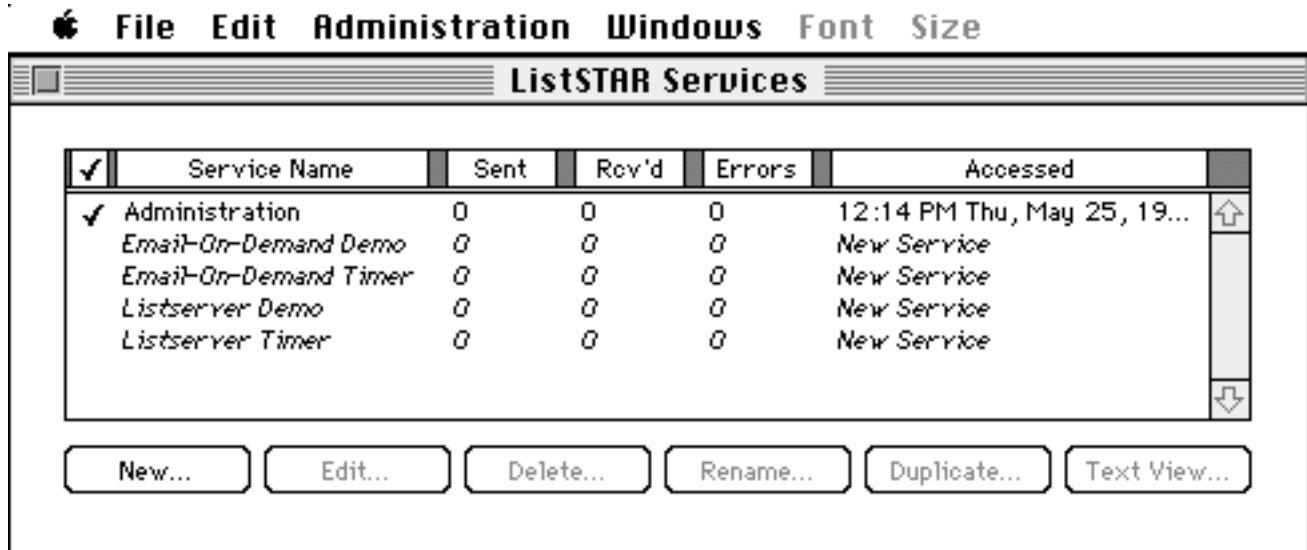 File Edit Administration Windows Font Size
ListSTAR Services
✓ Service Name Sent Rcv'd Errors Accessed
✓ Administration 0 0 0 12:14 PM Thu, May 25, 19...
Email-On-Demand Demo 0 0 0 New Service
Email-On-Demand Timer 0 0 0 New Service
Listserver Demo 0 0 0 New Service
Listserver Timer 0 0 0 New Service
New... Edit... Delete... Rename... Duplicate... Text View...